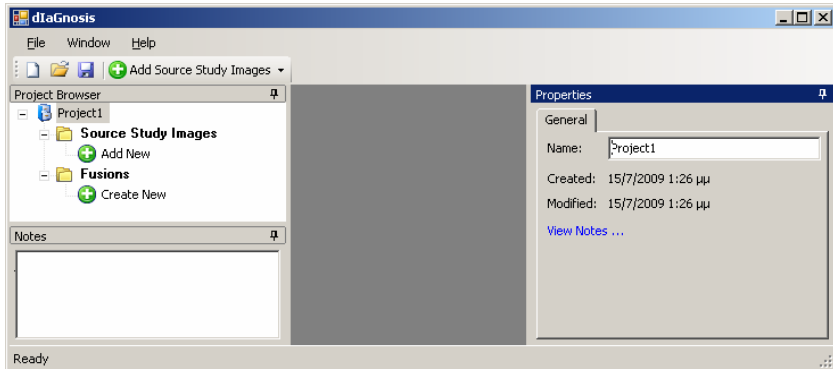 dIaGnosis
File Window Help
Add Source Study Images
Project Browser
Project1
Source Study Images
Add New
Fusions
Create New
Notes
Properties
General
Name: Project1
Created: 15/7/2009 1:26 μμ
Modified: 15/7/2009 1:26 μμ
View Notes ...
Ready